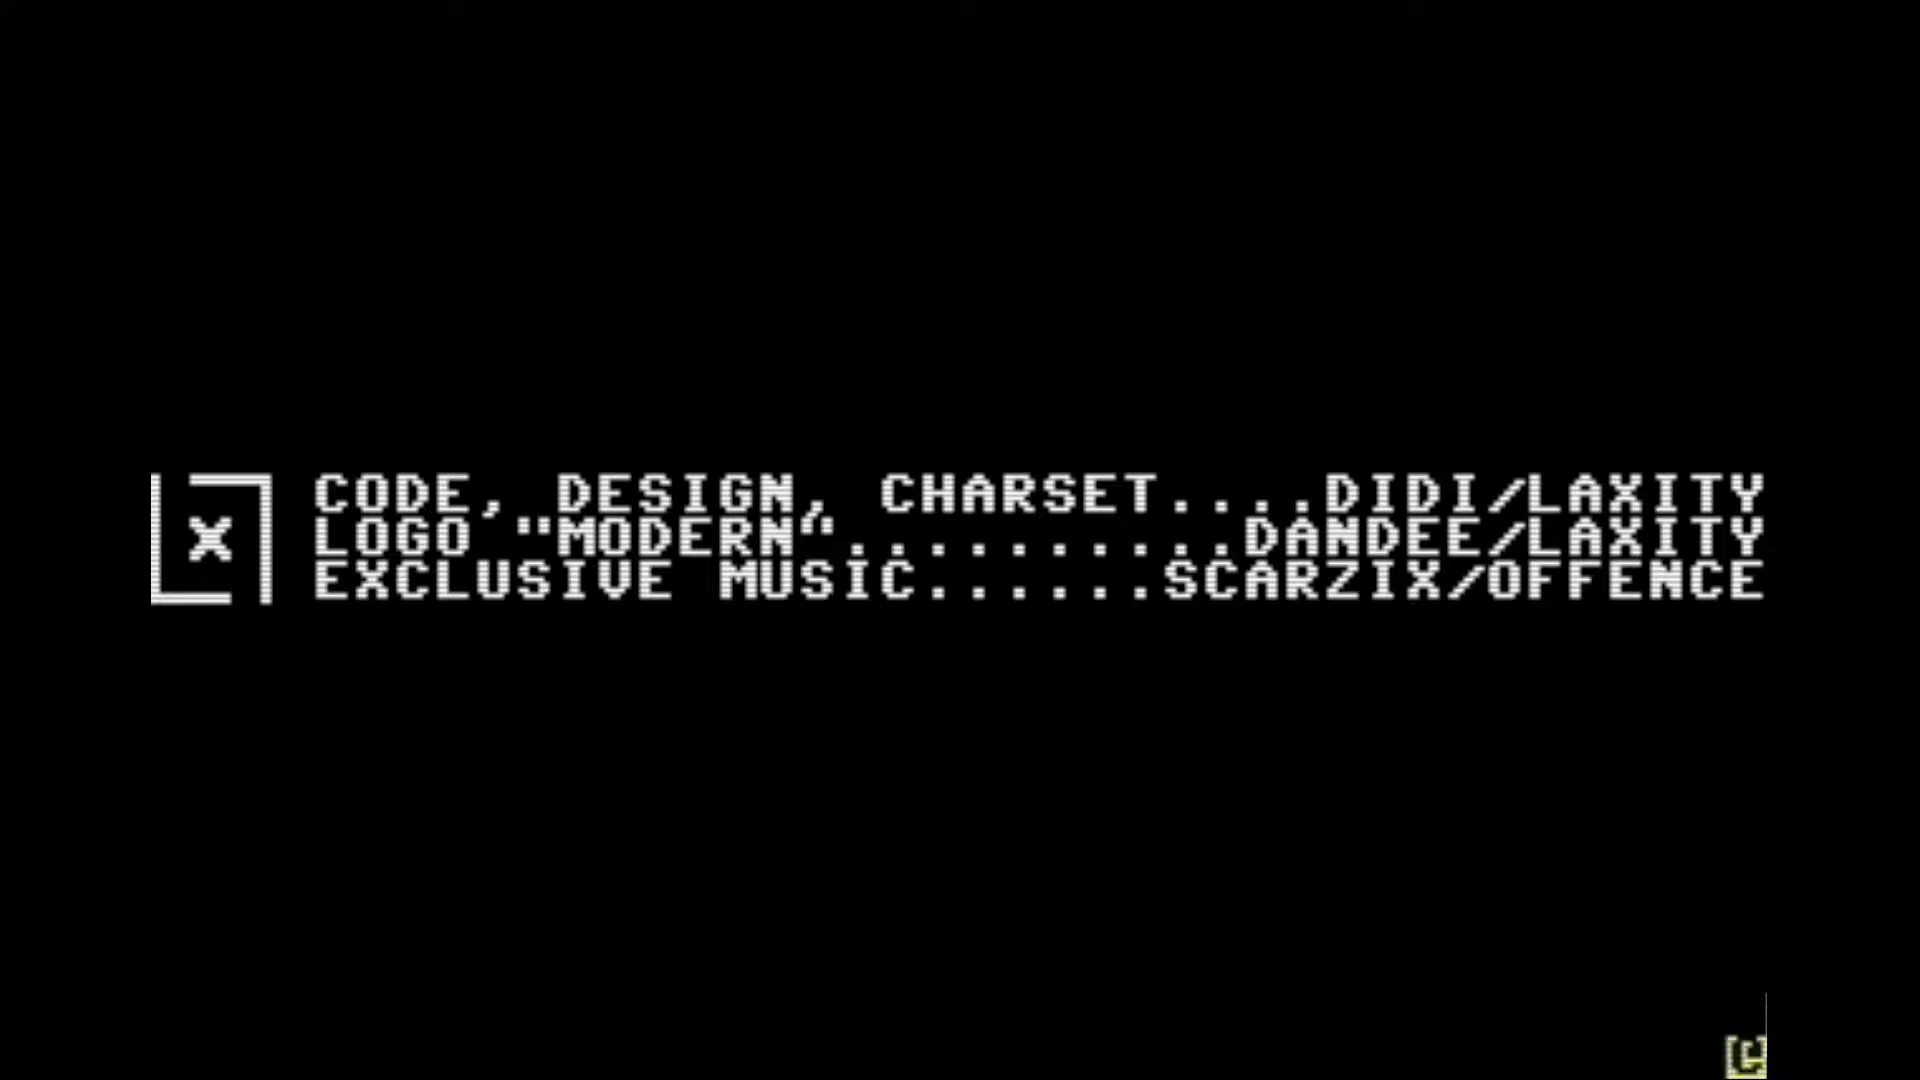 X
CODE, DESIGN, CHARSET....DIDI/LAXITY
LOGO "MODERN"..........DANDEE/LAXITY
EXCLUSIVE MUSIC......SCARZIX/OFFENCE